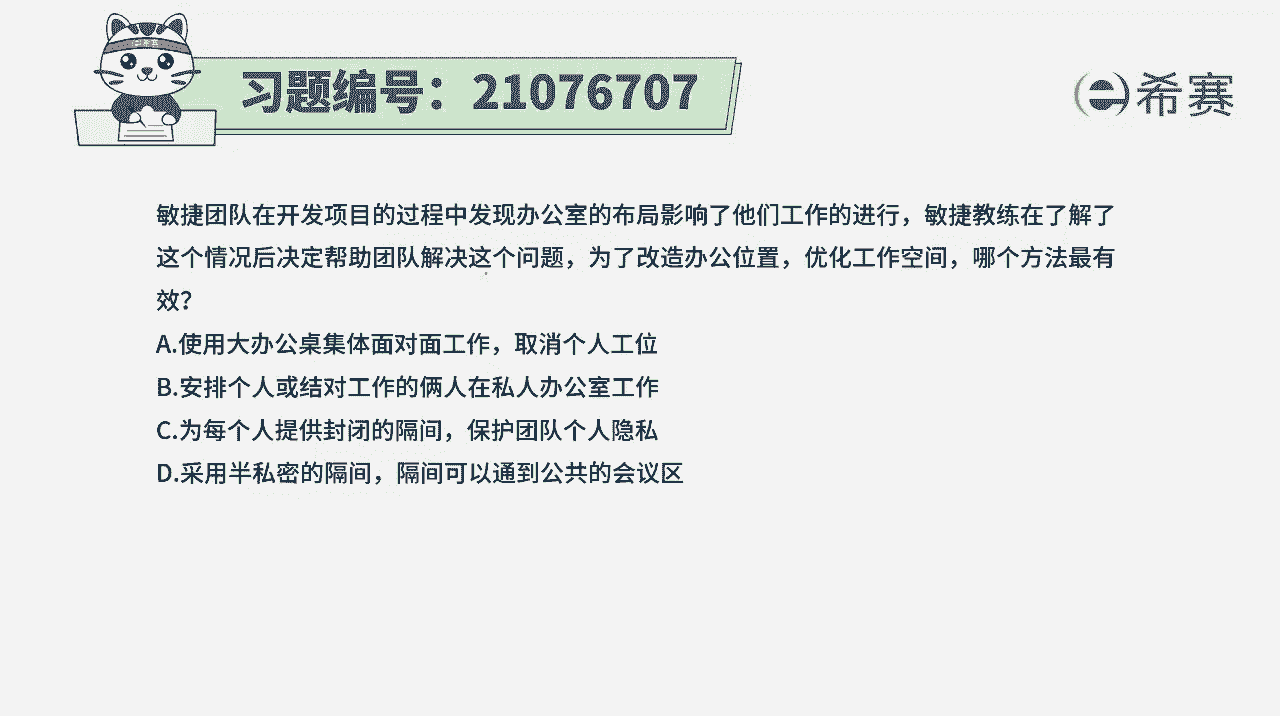 习题编号：21076707
希赛
敏捷团队在开发项目的过程中发现办公室的布局影响了他们工作的进行，敏捷教练在了解了
这个情况后决定帮助团队解决这个问题，为了改造办公位置，优化工作空间，哪个方法最有
效？
A.使用大办公桌集体面对面工作，取消个人工位
B.安排个人或结对工作的俩人在私人办公室工作
C.为每个人提供封闭的隔间，保护团队个人隐私
D.采用半私密的隔间，隔间可以通到公共的会议区